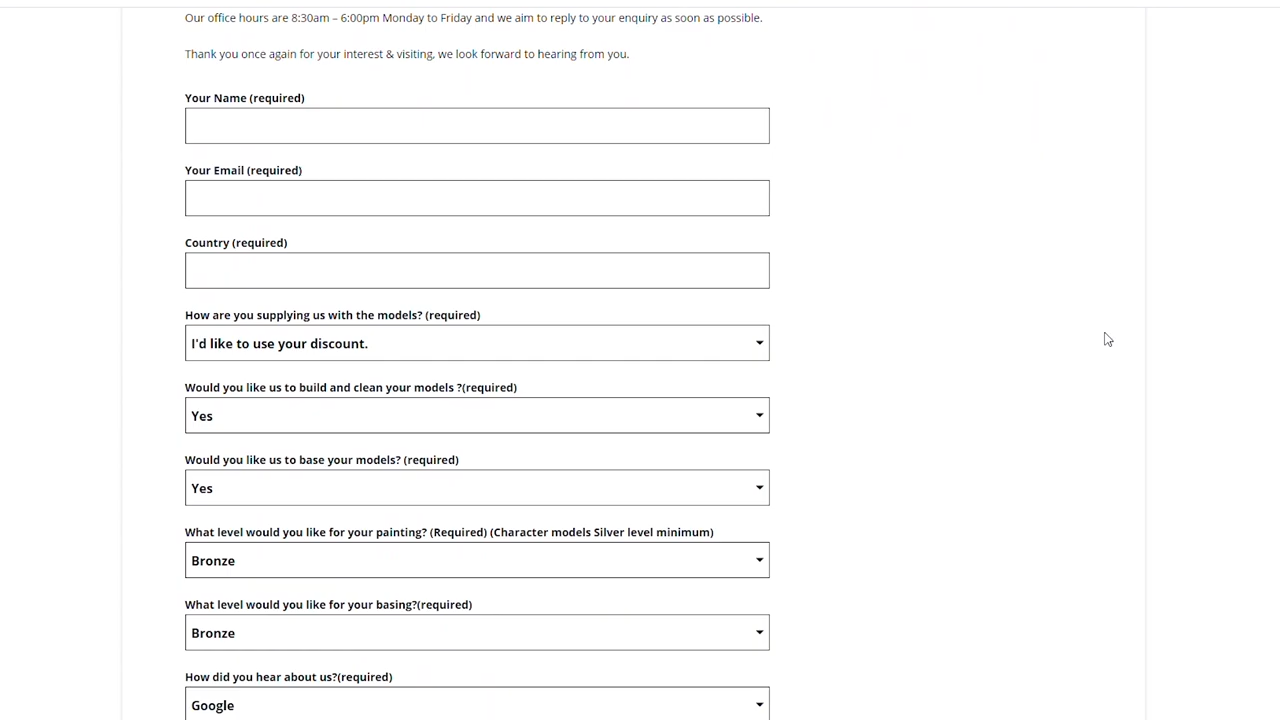 Our office hours are 8:30am – 6:00pm Monday to Friday and we aim to reply to your enquiry as soon as possible.
Thank you once again for your interest & visiting, we look forward to hearing from you.
Your Name (required)
Your Email (required)
Country (required)
How are you supplying us with the models? (required)
I'd like to use your discount.
Would you like us to build and clean your models ?(required)
Yes
Would you like us to base your models? (required)
Yes
What level would you like for your painting? (Required) (Character models Silver level minimum)
Bronze
What level would you like for your basing?(required)
Bronze
How did you hear about us?(required)
Google